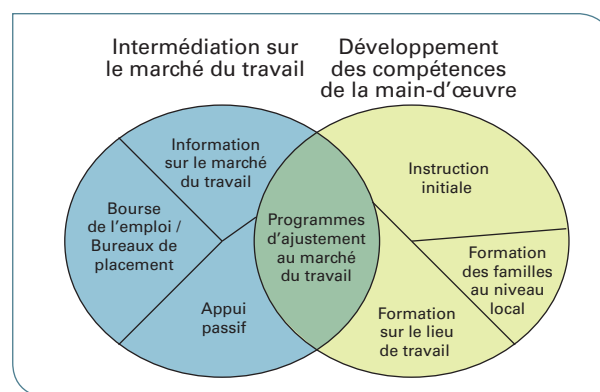 Intermédiation sur
le marché du travail
Développement
des compétences
de la main-d'œuvre
Information
sur le marché
du travail
Bourse
de l'emploi /
Bureaux de
placement
Appui
passif
Programmes
d'ajustement
au marché
du travail
Instruction
initiale
Formation
des familles
au niveau
local
Formation
sur le lieu
de travail